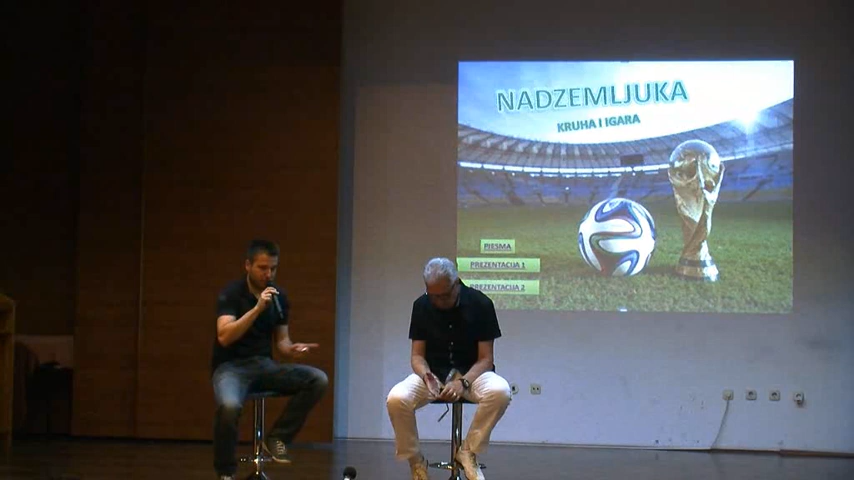 NADZEMLJUKA
KRUHA I IGARA
PJESMA
PREZENTACIJA 1
PREZENTACIJA 2